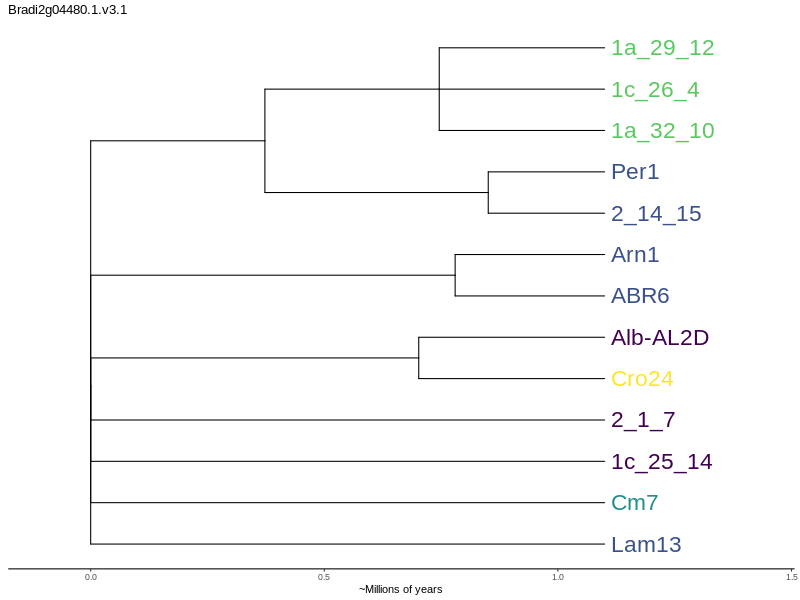 Bradi2g04480.1.v3.1
1a_29_12
1c_26_4
1a_32_10
Per1
2_14_15
Arn1
ABR6
Alb-AL2D
Cro24
2_1_7
1c_25_14
Cm7
Lam13
0.0 0.5 1.0 1.5
~Millions of years